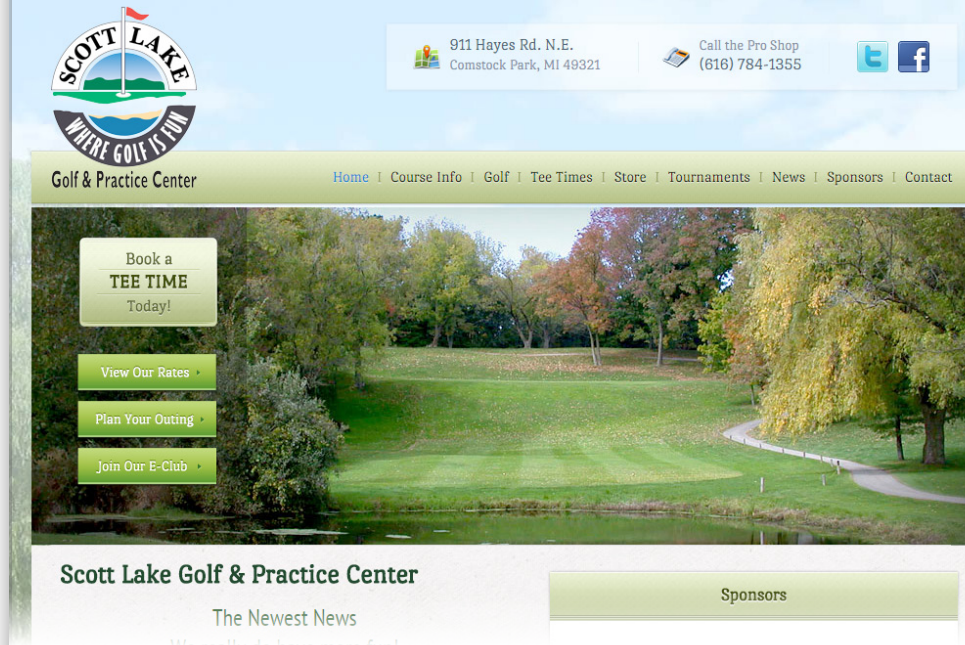 SCOTT LAKE
WHERE GOLF IS FUN
Golf & Practice Center
911 Hayes Rd. N.E.
Comstock Park, MI 49321
Call the Pro Shop
(616) 784-1355
Home | Course Info | Golf | Tee Times | Store | Tournaments | News | Sponsors | Contact
Book a
TEE TIME
Today!
View Our Rates
Plan Your Outing
Join Our E-Club
Scott Lake Golf & Practice Center
The Newest News
Sponsors